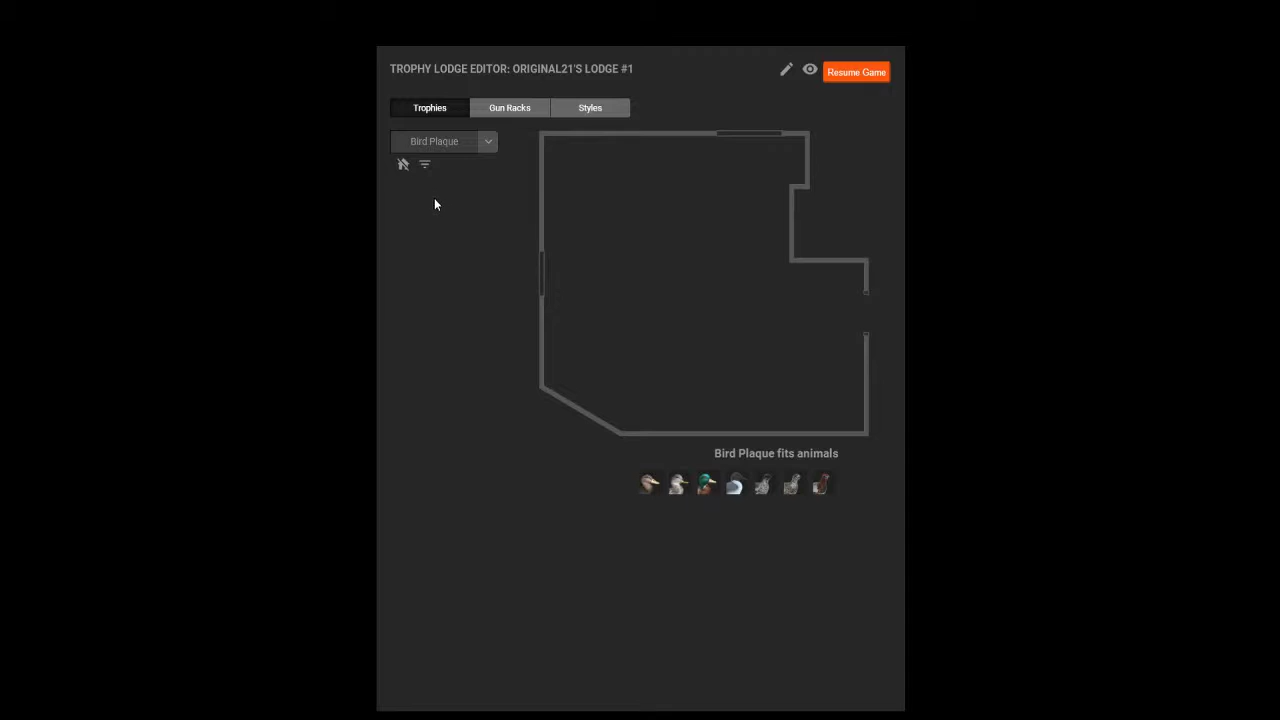 TROPHY LODGE EDITOR: ORIGINAL21'S LODGE #1
Resume Game
Trophies
Gun Racks
Styles
Bird Plaque
Bird Plaque fits animals